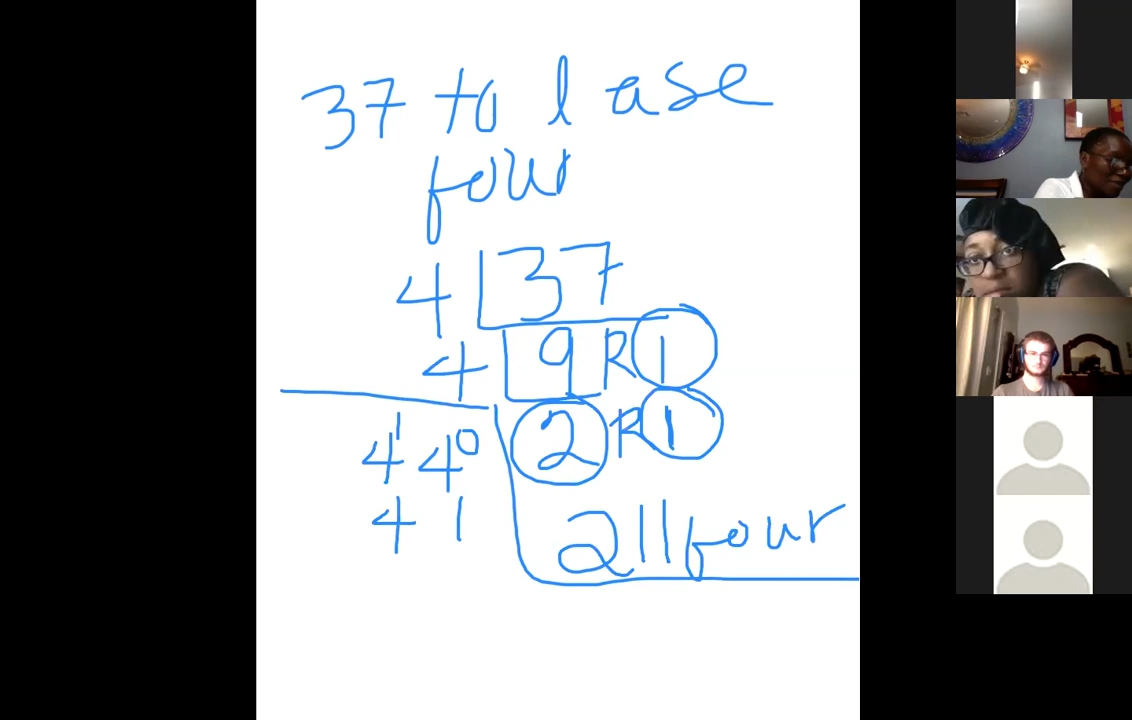 37 to base
four
4 37
4 9 R 1
2 R 1
4¹ 4⁰
4 1
211four